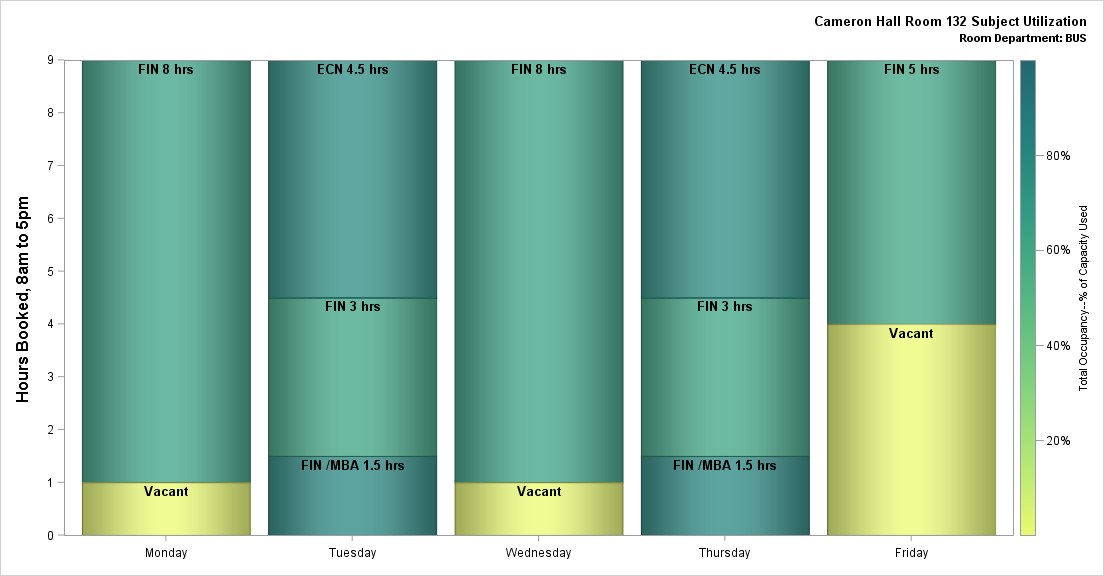 Cameron Hall Room 132 Subject Utilization
Room Department: BUS
Hours Booked, 8am to 5pm
9
8
7
6
5
4
3
2
1
0
FIN 8 hrs
Vacant
ECN 4.5 hrs
FIN 3 hrs
FIN /MBA 1.5 hrs
FIN 8 hrs
Vacant
ECN 4.5 hrs
FIN 3 hrs
FIN /MBA 1.5 hrs
FIN 5 hrs
Vacant
Monday
Tuesday
Wednesday
Thursday
Friday
80%
60%
40%
20%
Total Occupancy--% of Capacity Used